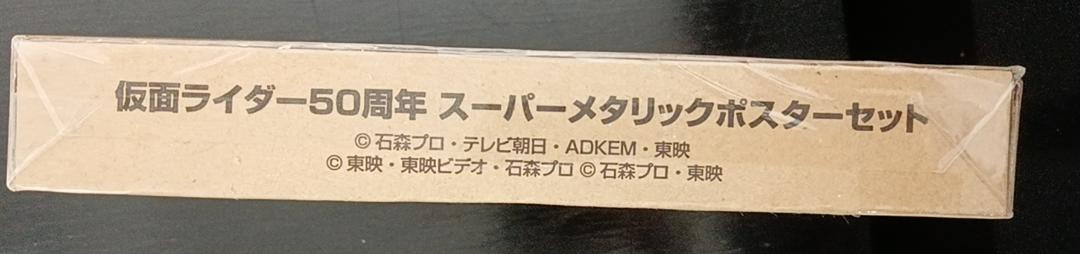 仮面ライダー50周年 スーパーメタリックポスターセット
© 石森プロ・テレビ朝日・ADKEM・東映
© 東映・東映ビデオ・石森プロ © 石森プロ・東映